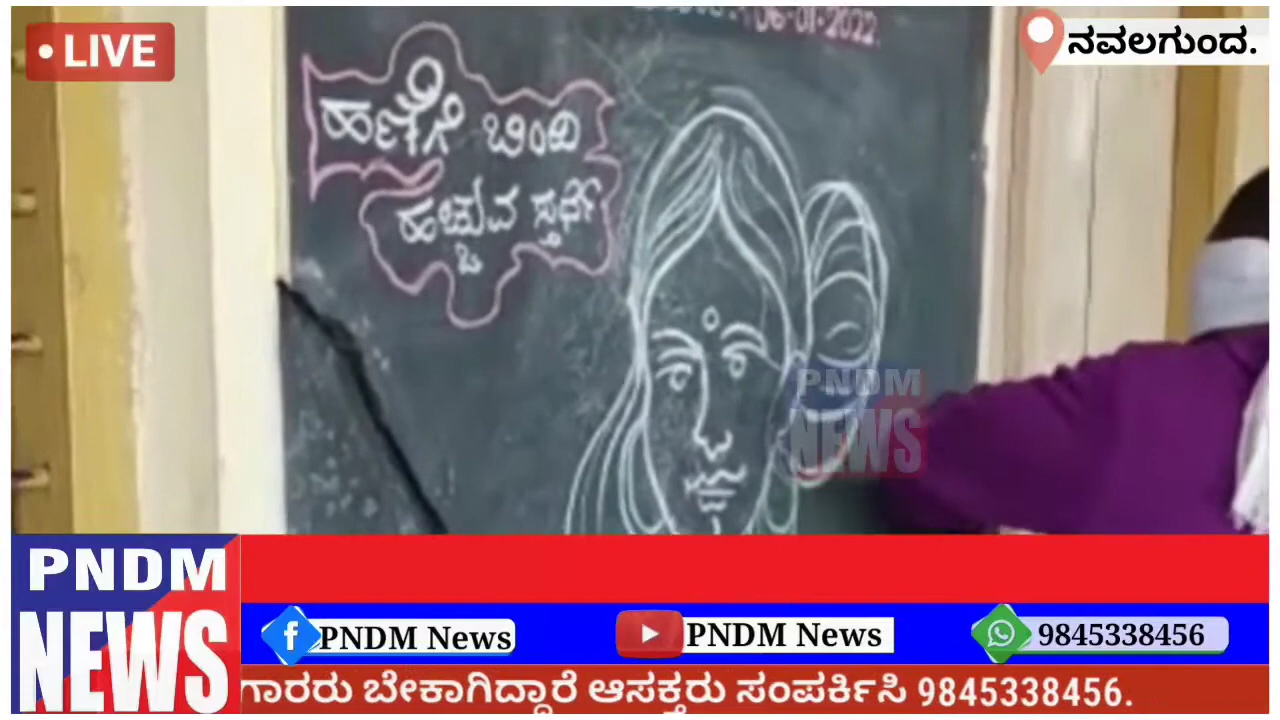 LIVE
06-01-2022.
ನವಲಗುಂದ.
ಹಣೆಗೆ ಬಿಂದಿ
ಹಚ್ಚುವ ಸ್ಪರ್ಧೆ
PNDM
NEWS
PNDM
NEWS
PNDM News
PNDM News
9845338456
ಗಾರರು ಬೇಕಾಗಿದ್ದಾರೆ ಆಸಕ್ತರು ಸಂಪರ್ಕಿಸಿ 9845338456.